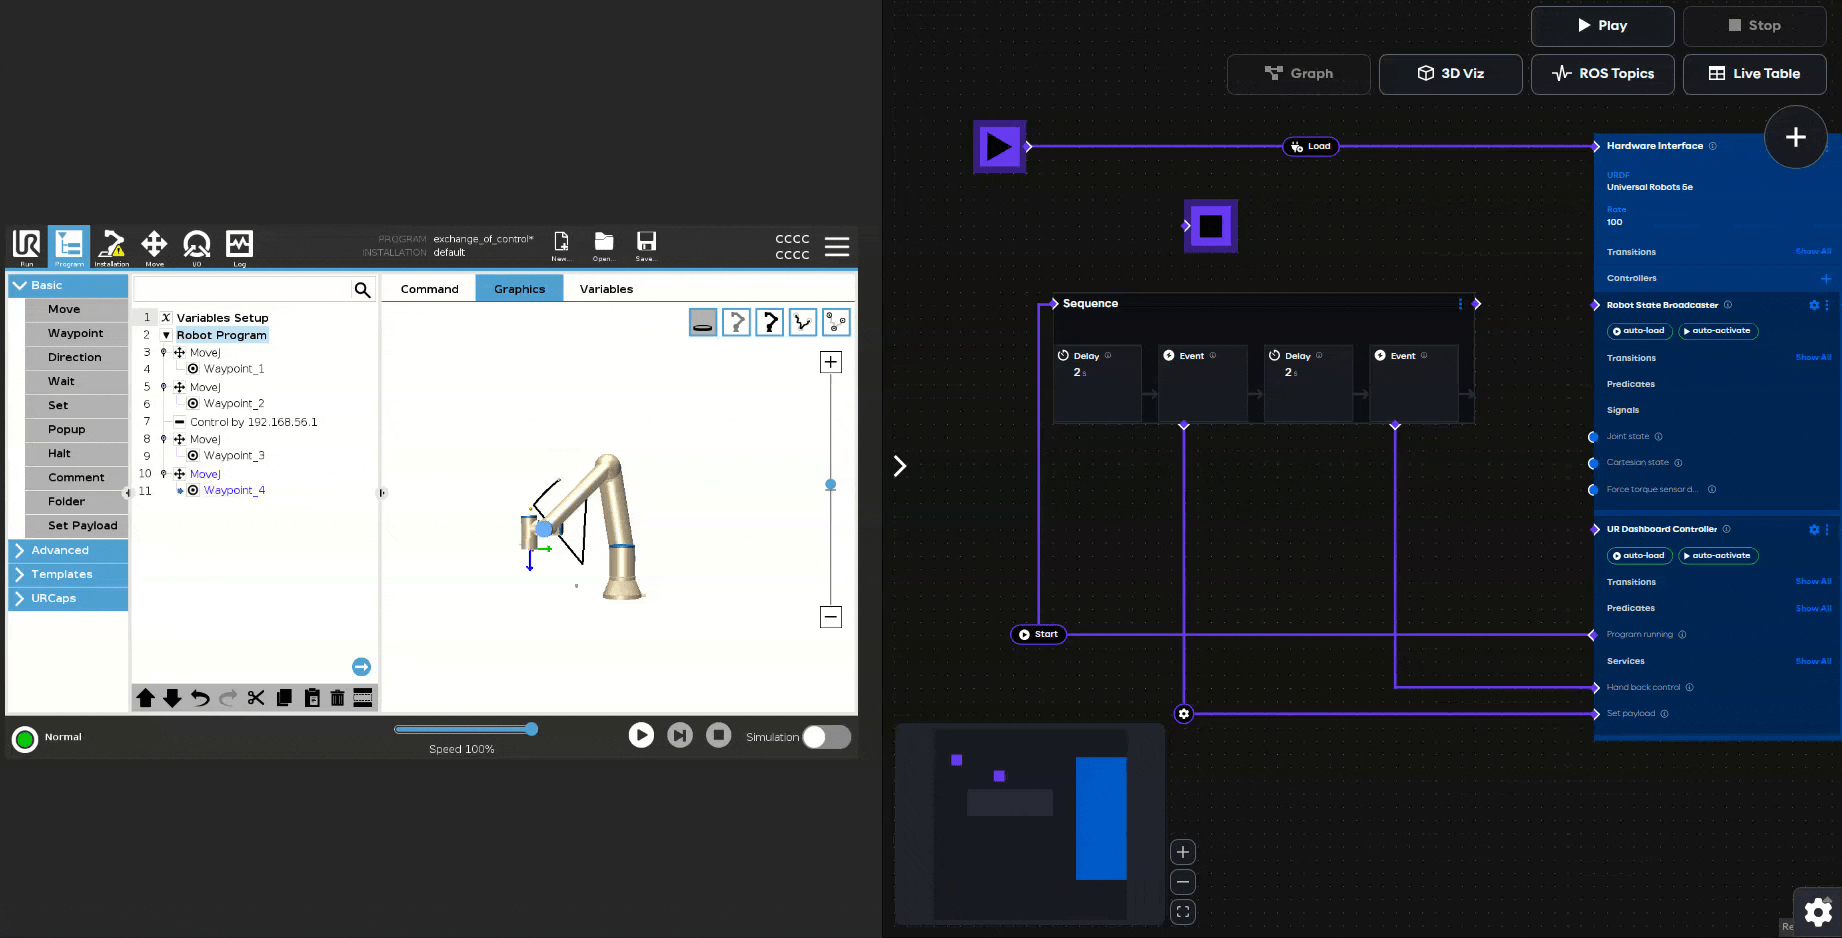 Run
Program
Installation
Move
I/O
Log
PROGRAM exchange_of_control*
INSTALLATION default
New...
Open...
Save...
CCCC
CCCC
Basic
Move
Waypoint
Direction
Wait
Set
Popup
Halt
Comment
Folder
Set Payload
Advanced
Templates
URCaps
1 X Variables Setup
2 Robot Program
3 MoveJ
4 Waypoint_1
5 MoveJ
6 Waypoint_2
7 Control by 192.168.56.1
8 MoveJ
9 Waypoint_3
10 MoveJ
11 Waypoint_4
Command
Graphics
Variables
Normal
Speed 100%
Simulation
Play
Stop
Graph
3D Viz
ROS Topics
Live Table
Load
Sequence
Delay
2 s
Event
Delay
2 s
Event
Start
Hardware Interface
URDF
Universal Robots 5e
Rate
100
Transitions Show All
Controllers
Robot State Broadcaster
auto-load auto-activate
Transitions Show All
Predicates
Signals
Joint state
Cartesian state
Force torque sensor d...
UR Dashboard Controller
auto-load auto-activate
Transitions Show All
Predicates Show All
Program running
Services Show All
Hand back control
Set payload